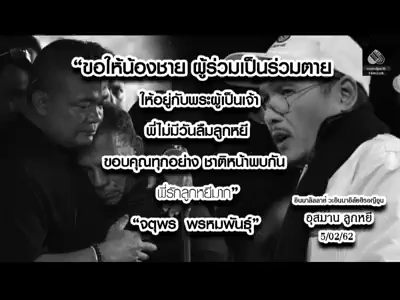 “ขอให้น้องชาย ผู้ร่วมเป็นร่วมตาย
ให้อยู่กับพระผู้เป็นเจ้า
พี่ไม่มีวันลืมลูกหยี
ขอบคุณทุกอย่าง ชาติหน้าพบกัน
พี่รักลูกหยีมาก”
“จตุพร พรหมพันธุ์”
อุสมาน ลูกหยี
5/02/62